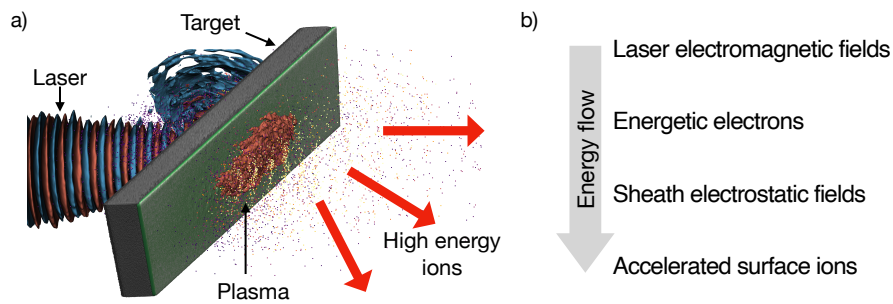 a)
Target
Laser
High energy
ions
Plasma
b)
Energy flow
Laser electromagnetic fields
Energetic electrons
Sheath electrostatic fields
Accelerated surface ions